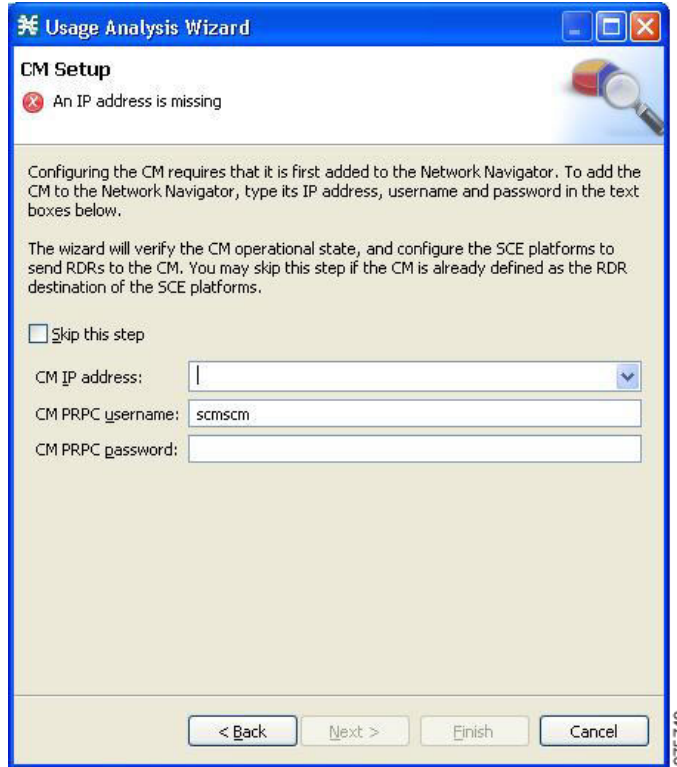 Usage Analysis Wizard
CM Setup
An IP address is missing
Configuring the CM requires that it is first added to the Network Navigator. To add the
CM to the Network Navigator, type its IP address, username and password in the text
boxes below.
The wizard will verify the CM operational state, and configure the SCE platforms to
send RDRs to the CM. You may skip this step if the CM is already defined as the RDR
destination of the SCE platforms.
Skip this step
CM IP address:
CM PRPC username: scmscm
CM PRPC password:
< Back Next > Finish Cancel